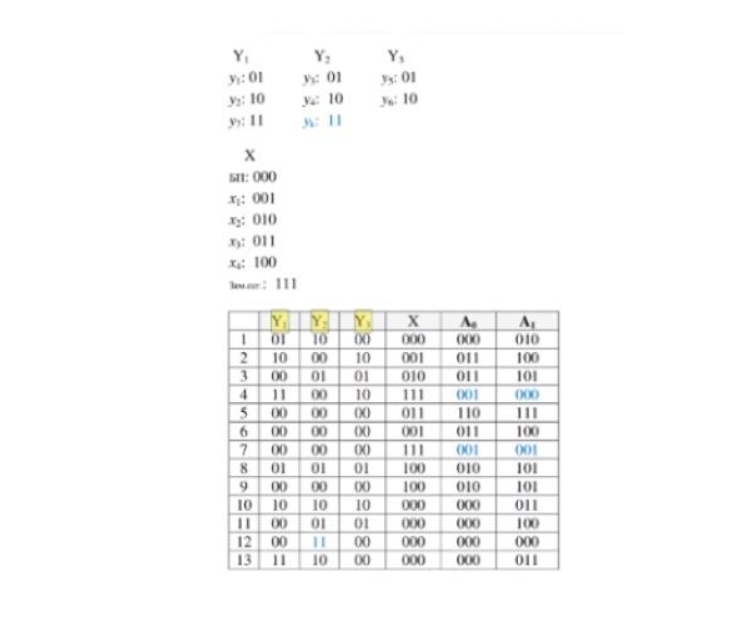 Y₁ Y₂ Y₃
y₁: 01 y₃: 01 y₅: 01
y₂: 10 y₄: 10 y₆: 10
y₇: 11 yₖ: 11
X
БП: 000
x₁: 001
x₂: 010
x₃: 011
x₄: 100
: 111
Y₁ Y₂ Y₃ X A₀ A₁
1 01 10 00 000 000 010
2 10 00 10 001 011 100
3 00 01 01 010 011 101
4 11 00 10 111 001 000
5 00 00 00 011 110 111
6 00 00 00 001 011 100
7 00 00 00 111 001 001
8 01 01 01 100 010 101
9 00 00 00 100 010 101
10 10 10 10 000 000 011
11 00 01 01 000 000 100
12 00 11 00 000 000 000
13 11 10 00 000 000 011